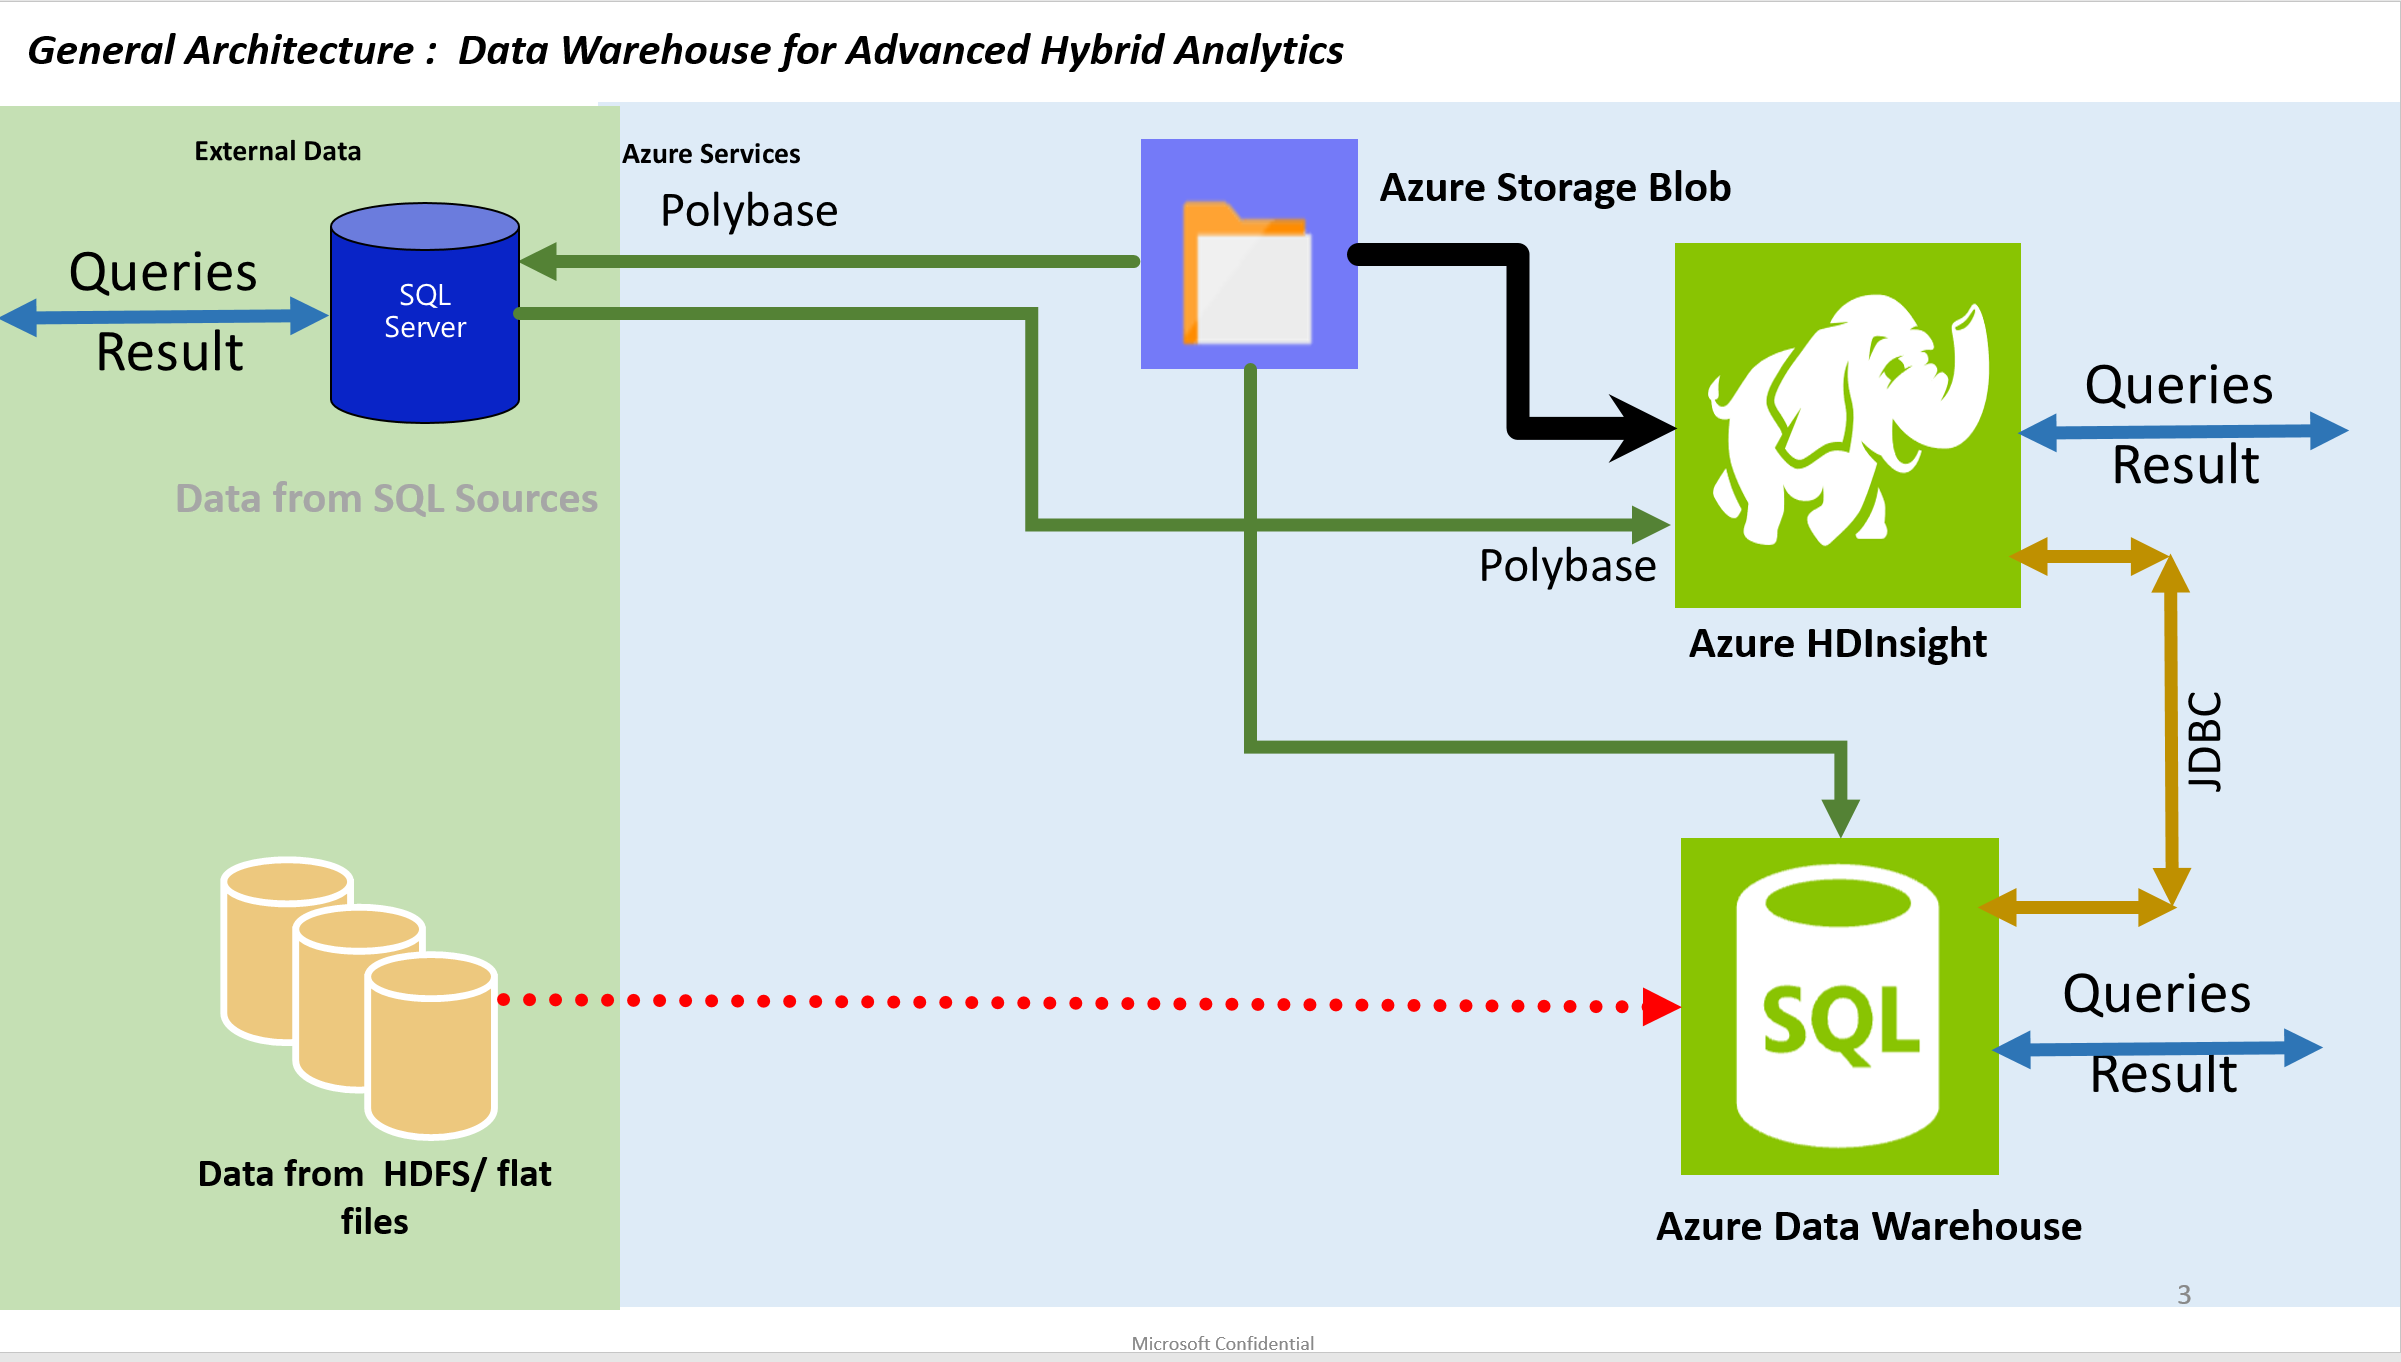 General Architecture :  Data Warehouse for Advanced Hybrid Analytics
External Data
Azure Services
Polybase
Azure Storage Blob
Queries
Result
SQL
Server
Data from SQL Sources
Queries
Result
Polybase
Azure HDInsight
JDBC
SQL
Queries
Result
Data from  HDFS/ flat
files
Azure Data Warehouse
3
Microsoft Confidential